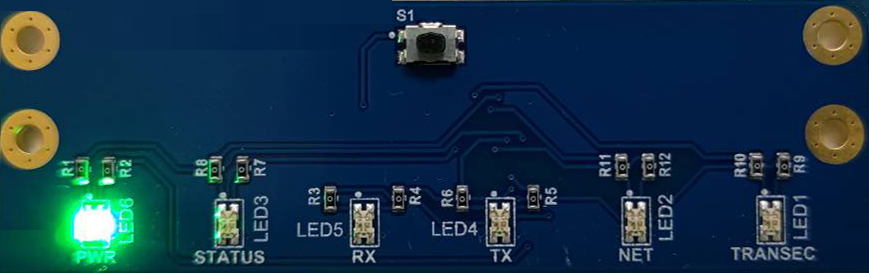 S1
R1
R2
R8
R7
R3
R4
R6
R5
R11
R12
R10
R9
LED6
LED3
LED5
LED4
LED2
LED1
PWR
STATUS
RX
TX
NET
TRANSEC